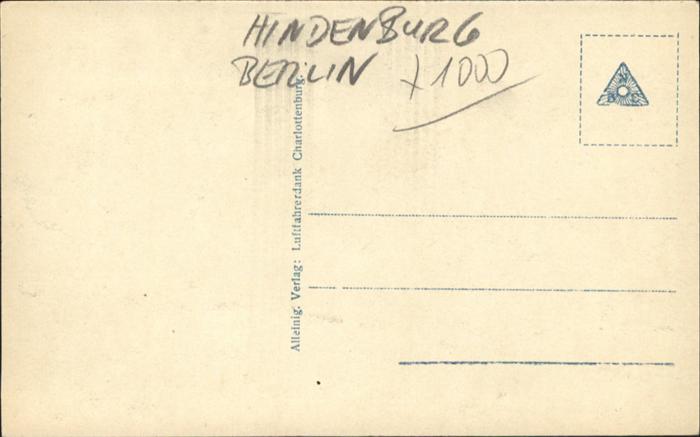 HINDENBURG
BERLIN +1000
Alleinig. Verlag: Luftfahrerdank Charlottenburg.